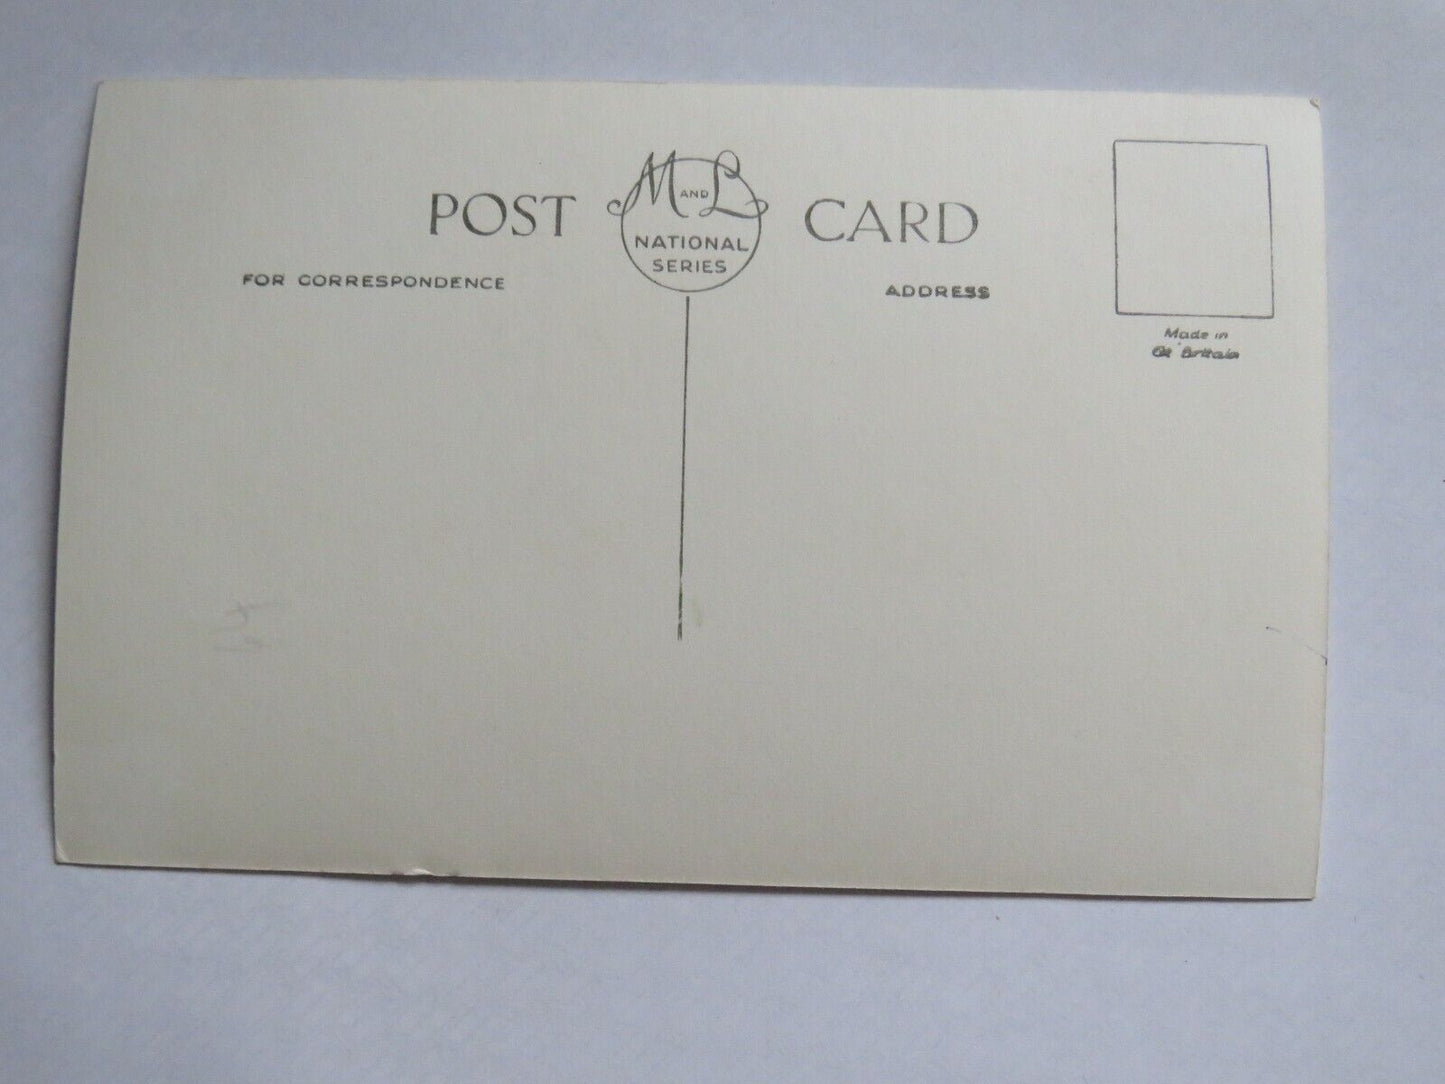 POST CARD
M AND L
NATIONAL
SERIES
FOR CORRESPONDENCE
ADDRESS
Made in
Gt Britain